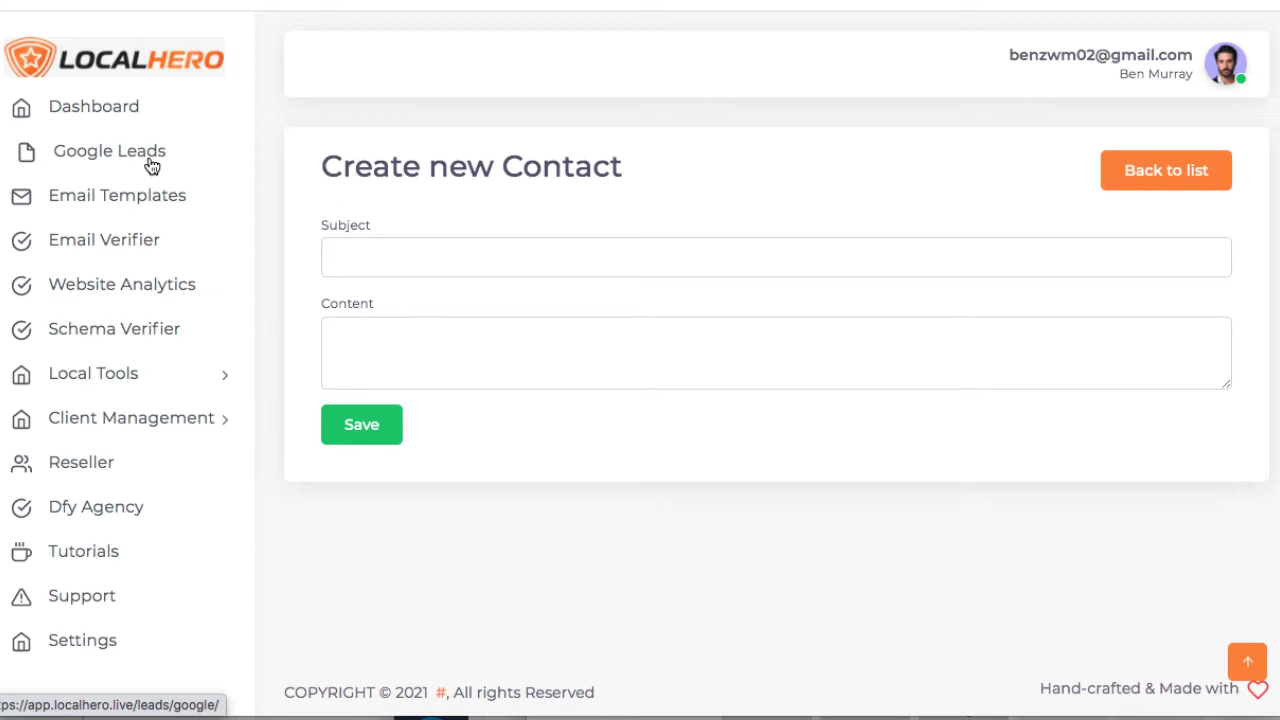 LOCALHERO
Dashboard
Google Leads
Email Templates
Email Verifier
Website Analytics
Schema Verifier
Local Tools
Client Management
Reseller
Dfy Agency
Tutorials
Support
Settings
benzwm02@gmail.com
Ben Murray
Create new Contact
Back to list
Subject
Content
Save
COPYRIGHT © 2021 #, All rights Reserved
Hand-crafted & Made with
tps://app.localhero.live/leads/google/